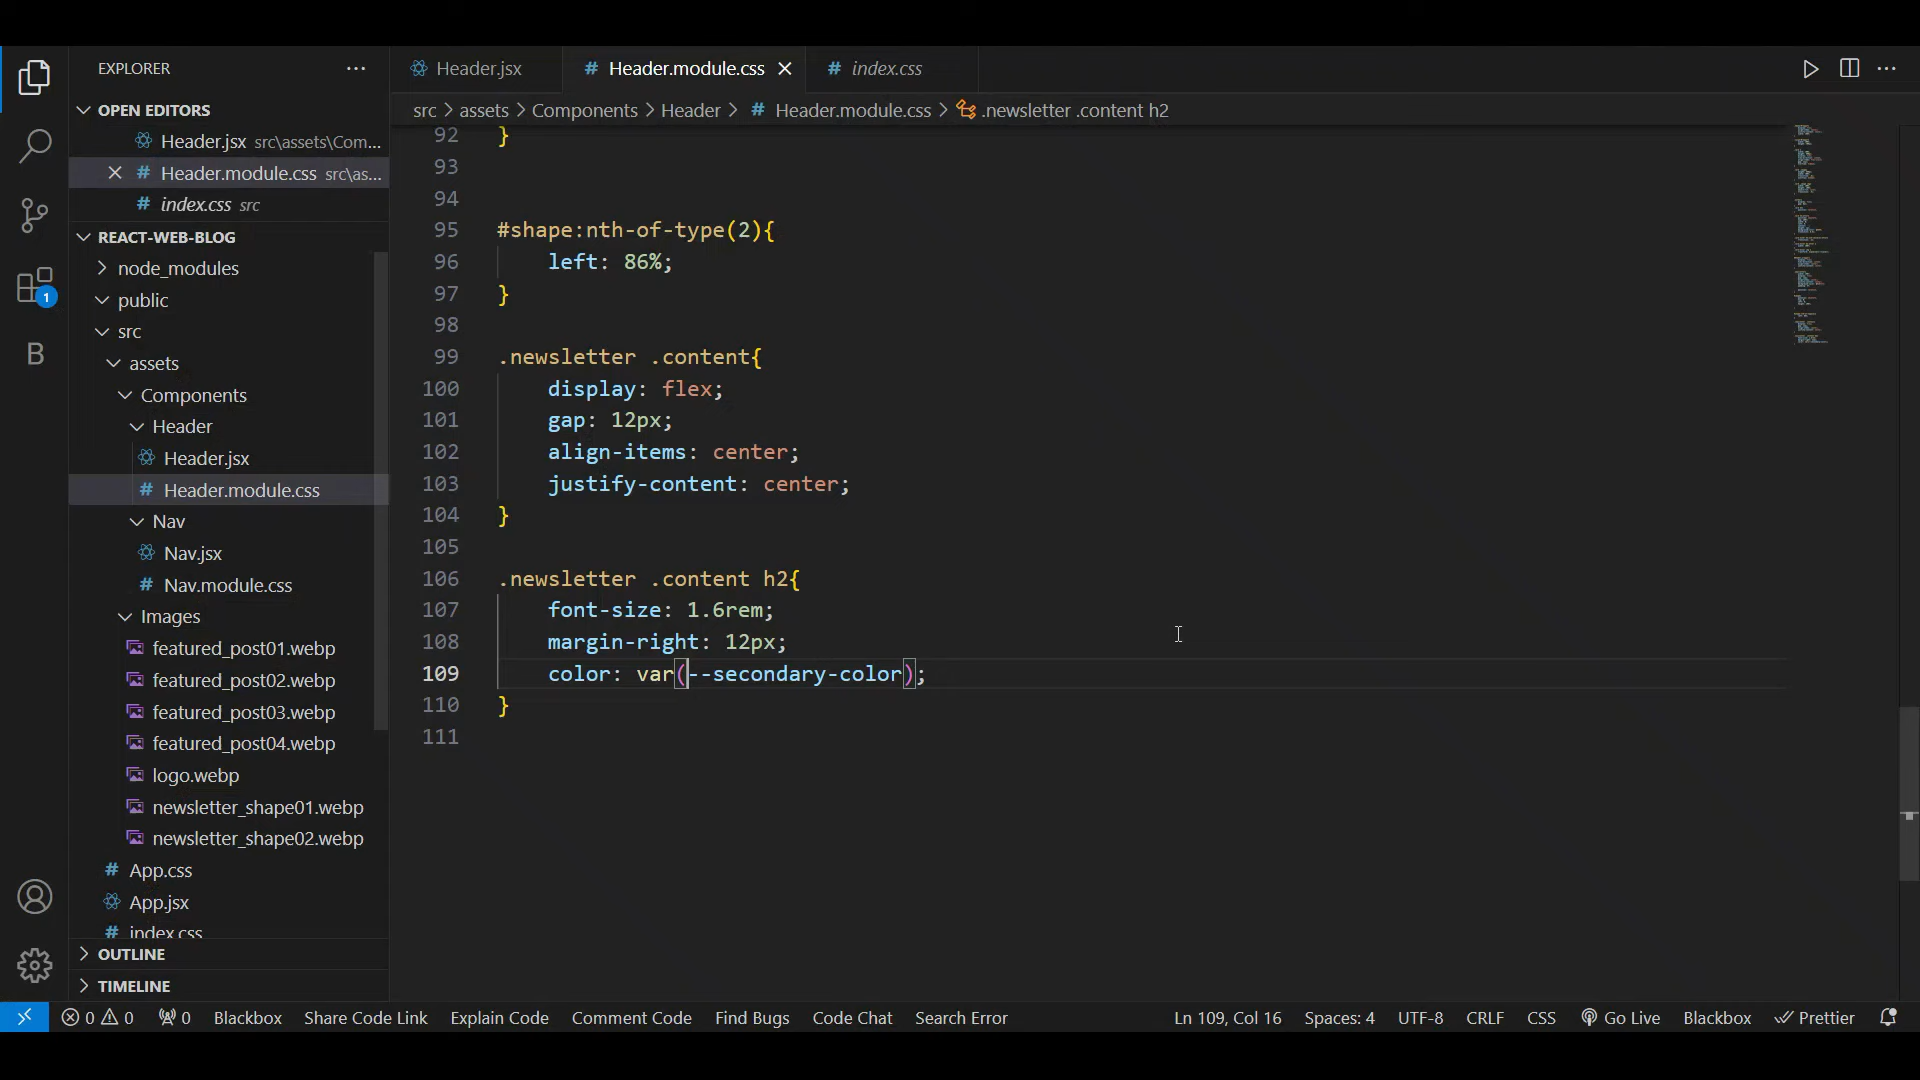 EXPLORER
OPEN EDITORS
Header.jsx src\assets\Com...
Header.module.css src\as...
index.css src
REACT-WEB-BLOG
node_modules
public
src
assets
Components
Header
Header.jsx
Header.module.css
Nav
Nav.jsx
Nav.module.css
Images
featured_post01.webp
featured_post02.webp
featured_post03.webp
featured_post04.webp
logo.webp
newsletter_shape01.webp
newsletter_shape02.webp
App.css
App.jsx
index.css
OUTLINE
TIMELINE
1
B
Header.jsx
# Header.module.css
# index.css
src > assets > Components > Header > # Header.module.css > .newsletter .content h2
92 }
93
94
95 #shape:nth-of-type(2){
96 left: 86%;
97 }
98
99 .newsletter .content{
100 display: flex;
101 gap: 12px;
102 align-items: center;
103 justify-content: center;
104 }
105
106 .newsletter .content h2{
107 font-size: 1.6rem;
108 margin-right: 12px;
109 color: var(--secondary-color);
110 }
111
0 0 0 Blackbox Share Code Link Explain Code Comment Code Find Bugs Code Chat Search Error Ln 109, Col 16 Spaces: 4 UTF-8 CRLF CSS Go Live Blackbox Prettier